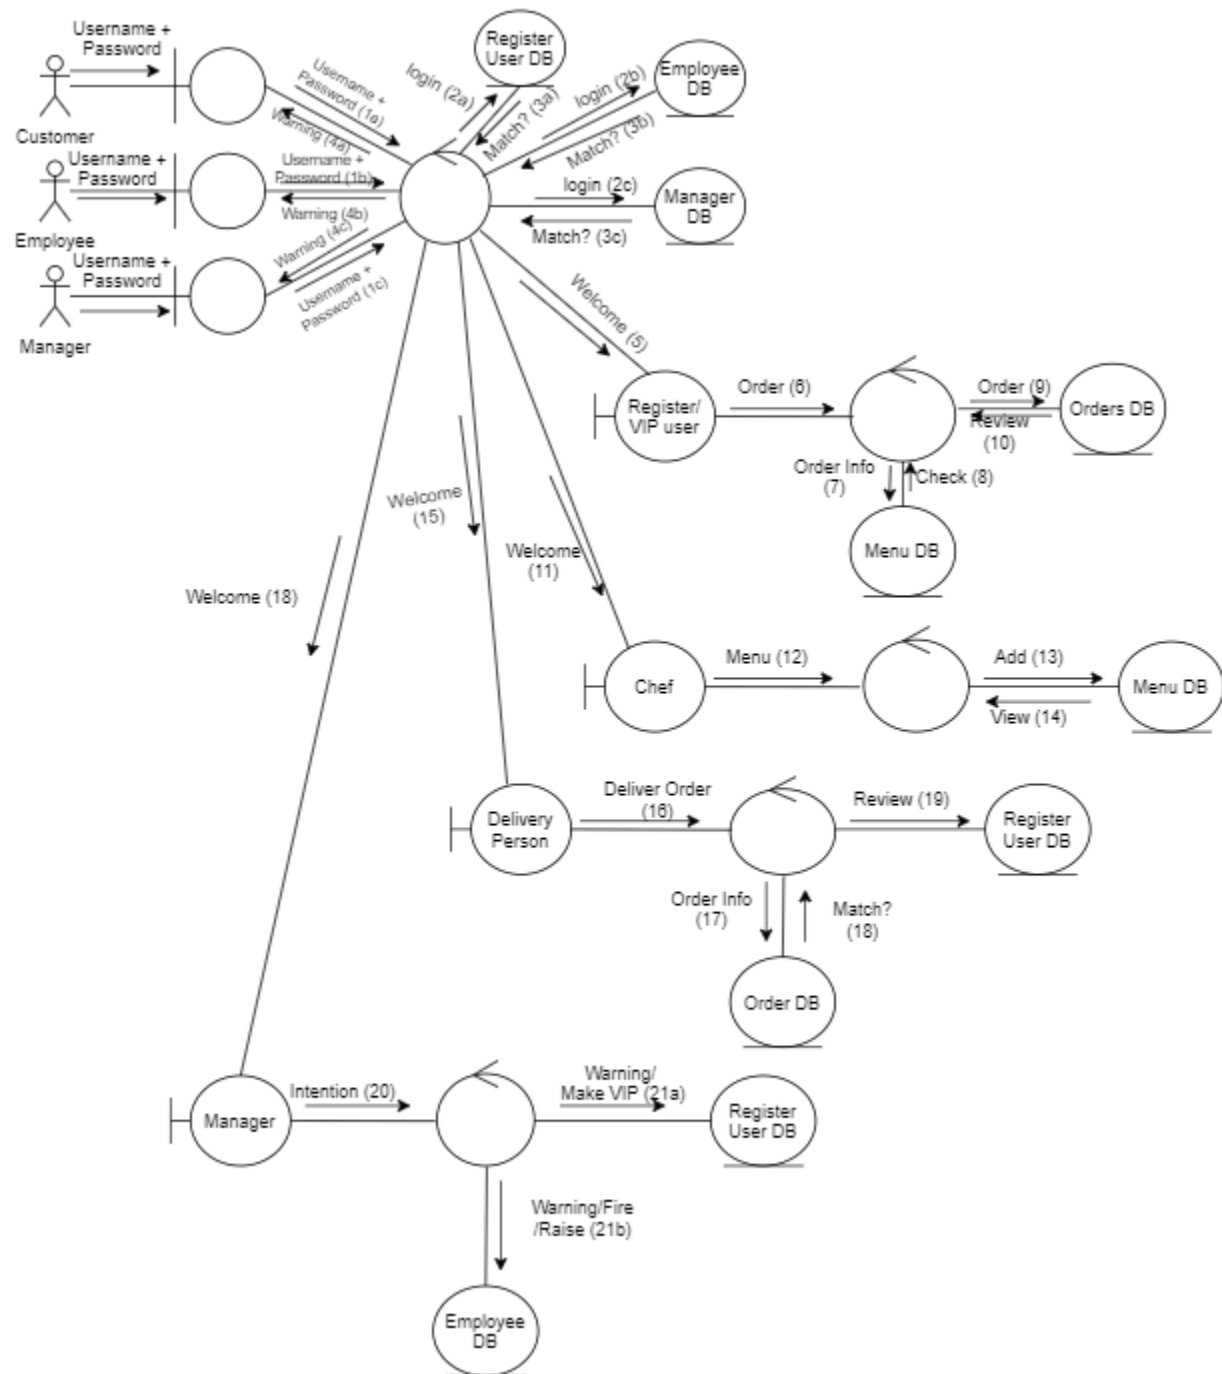 Username +
Password
Customer
Username +
Password (1a)
Warning (4a)
login (2a)
Register
User DB
Match? (3a)
login (2b)
Employee
DB
Match? (3b)
Username +
Password
Employee
Username +
Password (1b)
Warning (4b)
login (2c)
Manager
DB
Match? (3c)
Username +
Password
Manager
Warning (4c)
Username +
Password (1c)
Welcome (5)
Register/
VIP user
Order (6)
Order (9)
Orders DB
Review
(10)
Order Info
(7)
Check (8)
Menu DB
Welcome
(15)
Welcome
(11)
Welcome (18)
Chef
Menu (12)
Add (13)
Menu DB
View (14)
Delivery
Person
Deliver Order
(16)
Review (19)
Register
User DB
Order Info
(17)
Match?
(18)
Order DB
Manager
Intention (20)
Warning/
Make VIP (21a)
Register
User DB
Warning/Fire
/Raise (21b)
Employee
DB